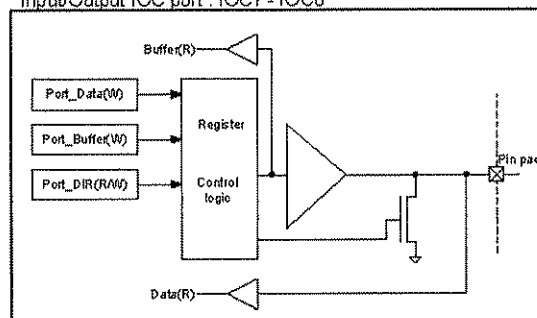 Input/Output IOC port : IOC7 - IOC0
Buffer(R)
Port_Data(W)
Port_Buffer(W)
Port_DIR(R/W)
Register
Control
logic
Pin pad
Data(R)